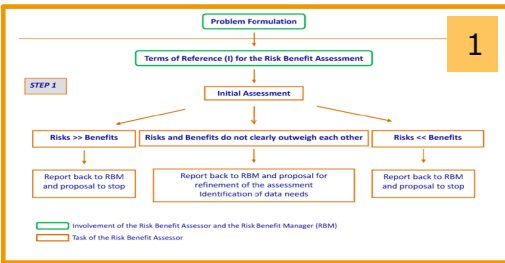 Problem Formulation
1
Terms of Reference (I) for the Risk Benefit Assessment
STEP 1
Initial Assessment
Risks >> Benefits
Risks and Benefits do not clearly outweigh each other
Risks << Benefits
Report back to RBM
and proposal to stop
Report back to RBM and proposal for
refinement of the assessment
Identification of data needs
Report back to RBM
and proposal to stop
Involvement of the Risk Benefit Assessor and the Risk Benefit Manager (RBM)
Task of the Risk Benefit Assessor